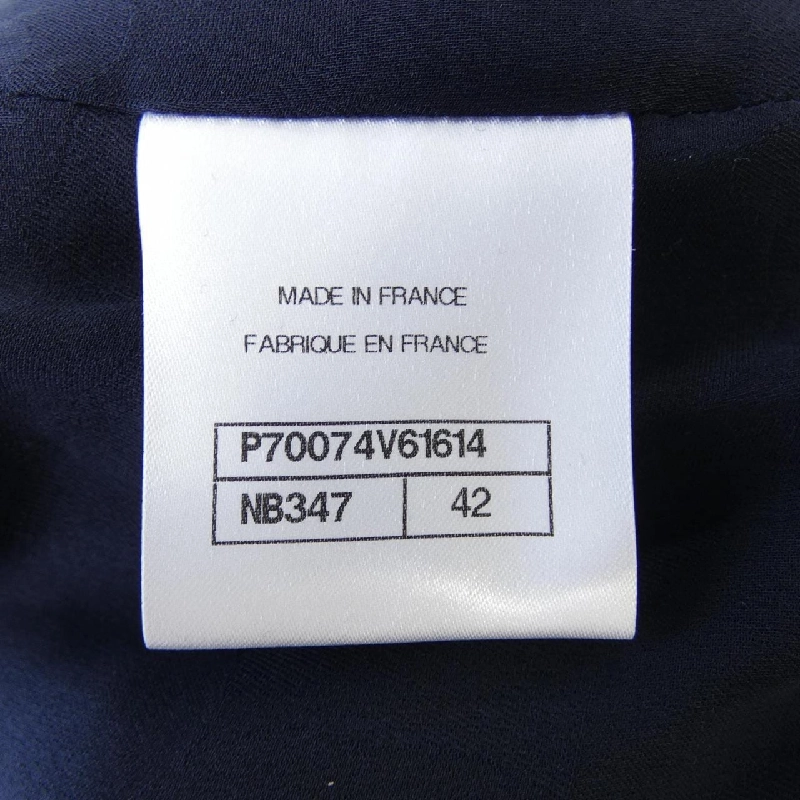 MADE IN FRANCE
FABRIQUE EN FRANCE
P70074V61614
NB347 42